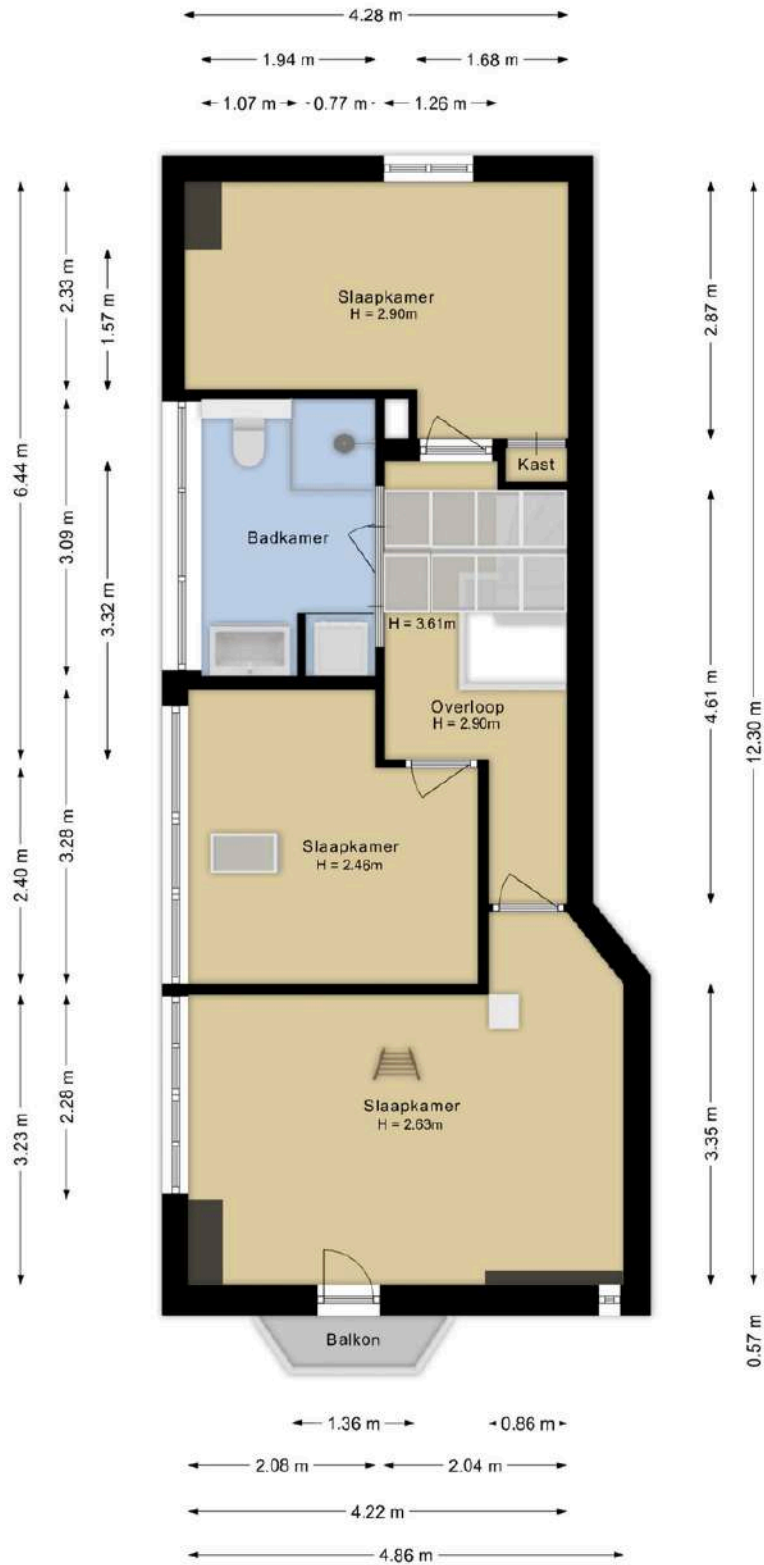 4.28 m
1.94 m
1.68 m
1.07 m
0.77 m
1.26 m
Slaapkamer
H = 2.90m
2.33 m
1.57 m
2.87 m
Kast
6.44 m
3.09 m
3.32 m
Badkamer
H = 3.61m
Overloop
H = 2.90m
4.61 m
12.30 m
2.40 m
3.28 m
Slaapkamer
H = 2.46m
3.23 m
2.28 m
Slaapkamer
H = 2.63m
3.35 m
Balkon
0.57 m
1.36 m
0.86 m
2.08 m
2.04 m
4.22 m
4.86 m